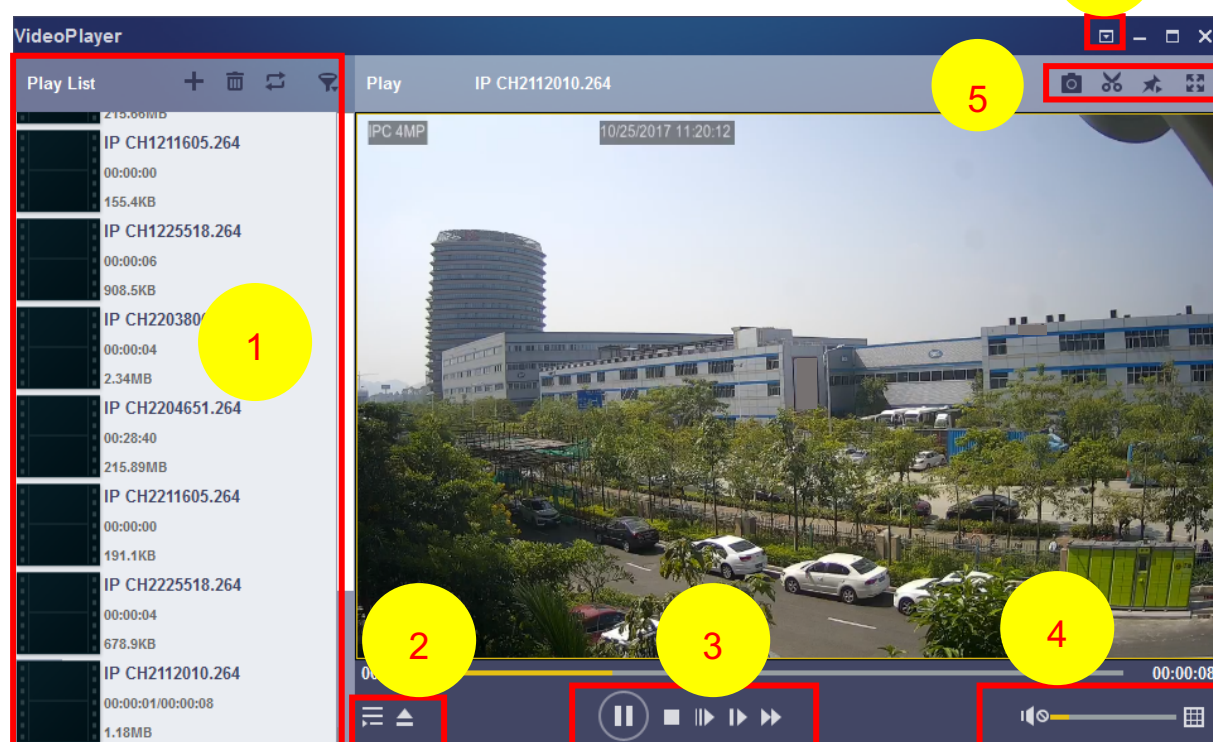 VideoPlayer
Play List
Play IP CH2112010.264
5
215.66MB
IP CH1211605.264
00:00:00
155.4KB
IP CH1225518.264
00:00:06
908.5KB
00:00:04
2.34MB
1
IP CH2204651.264
00:28:40
215.89MB
IP CH2211605.264
00:00:00
191.1KB
IP CH2225518.264
00:00:04
678.9KB
IP CH2112010.264
00:00:01/00:00:08
1.18MB
IPC 4MP
10/25/2017 11:20:12
2
3
4
00:00:08